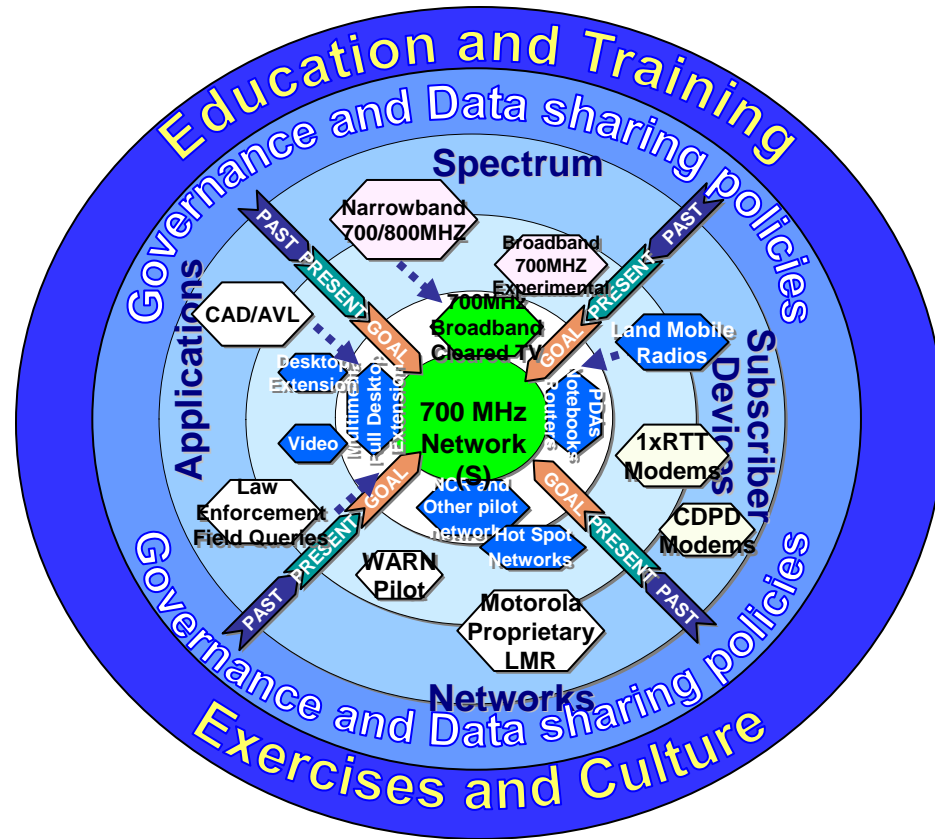 Education and Training
Governance and Data sharing policies
Spectrum
Narrowband
700/800MHZ
Broadband
700MHZ
Experimental
700MHz
Broadband
Cleared TV
PAST
PRESENT
GOAL
PAST
PRESENT
GOAL
Applications
CAD/AVL
Desktop
Extension
Video
Law
Enforcement
Field Queries
Multimedia
Full Desktop
Extension
700 MHz
Network
(S)
PDAs
Notebooks
Routers
Land Mobile
Radios
Subscriber
Devices
1xRTT
Modems
CDPD
Modems
NCR and
Other pilot
networks
Hot Spot
Networks
WARN
Pilot
Motorola
Proprietary
LMR
GOAL
PRESENT
PAST
GOAL
PRESENT
PAST
Networks
Governance and Data sharing policies
Exercises and Culture